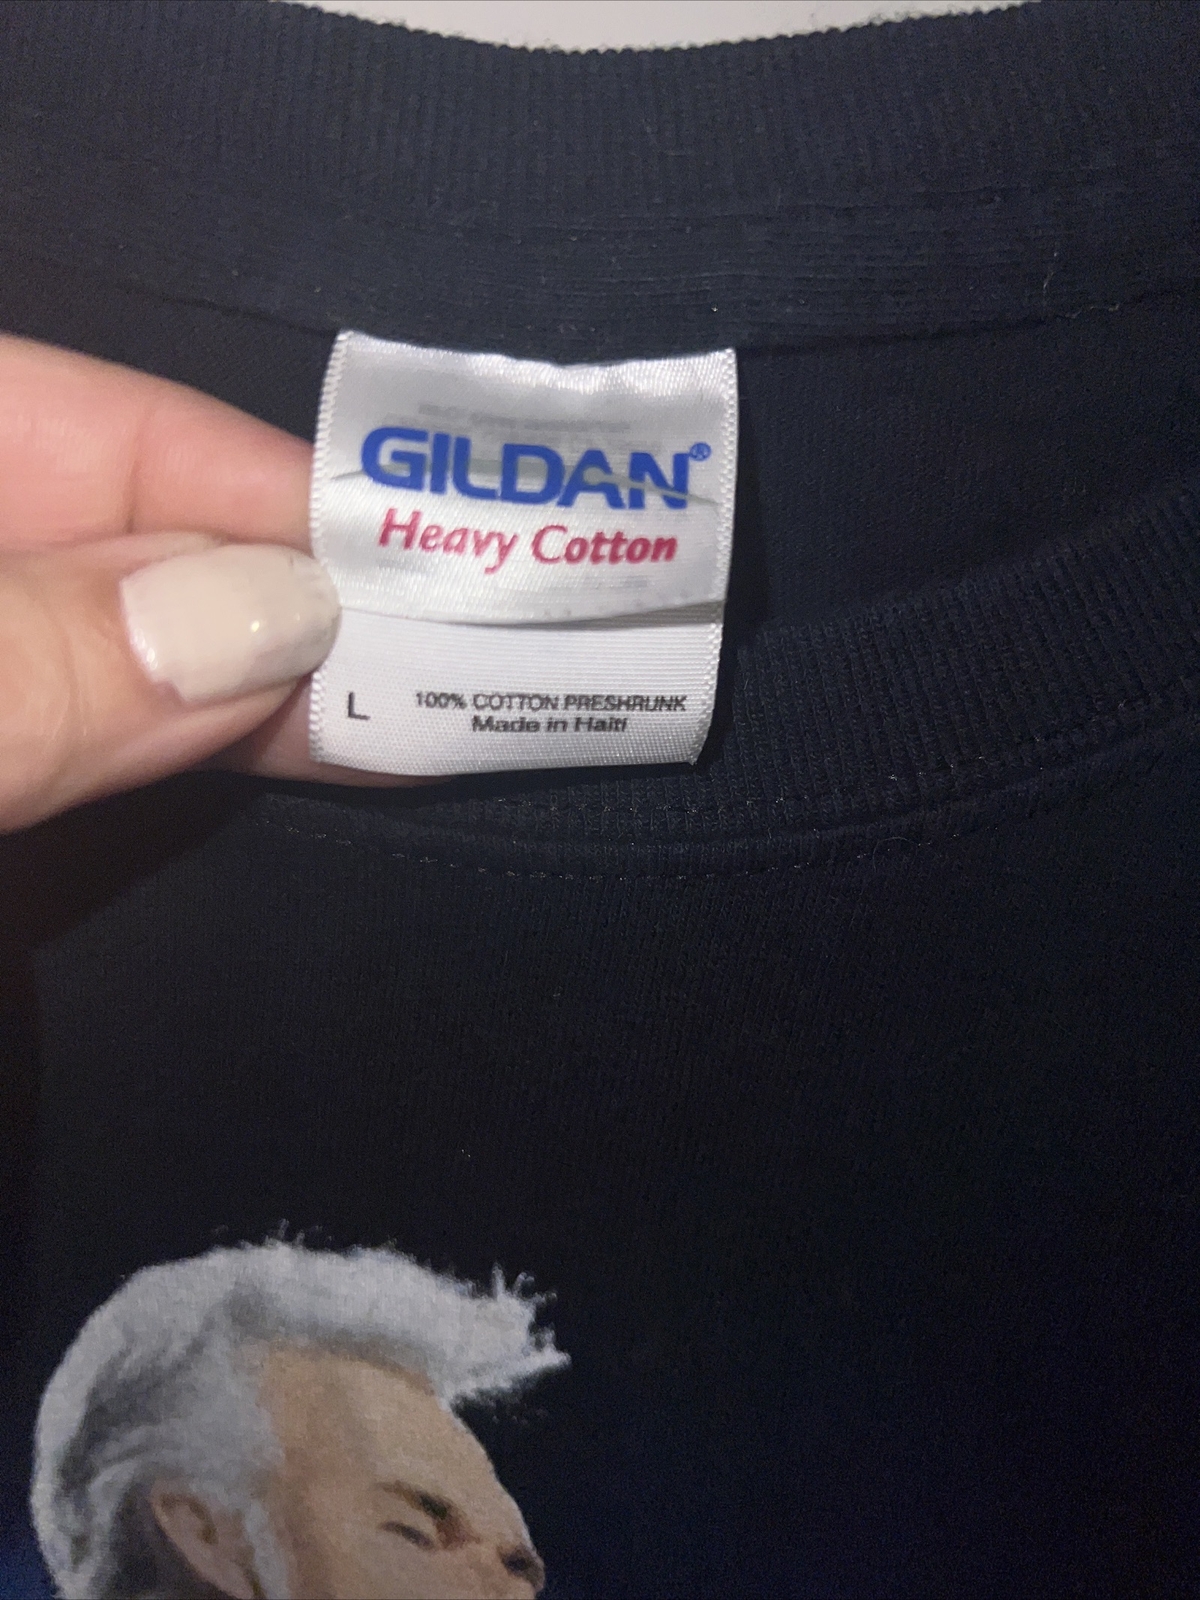 GILDAN®
Heavy Cotton
L 100% COTTON PRESHRUNK
Made in Haiti